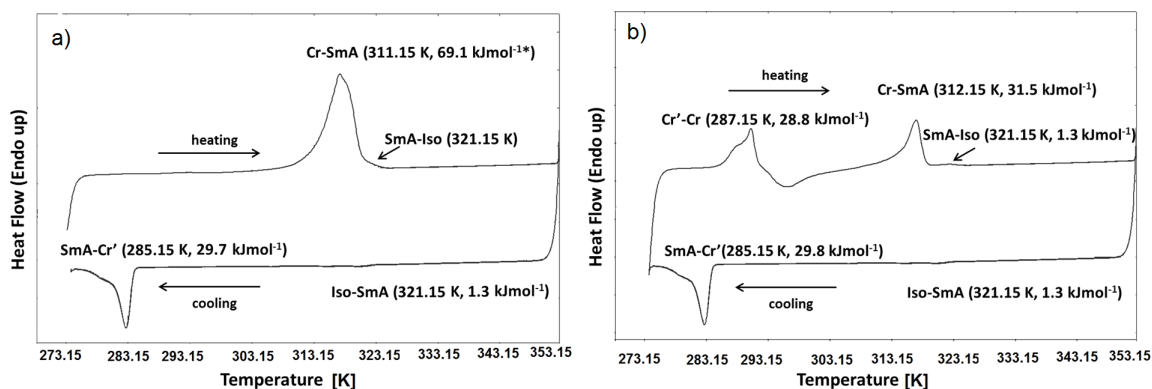 a)
Cr-SmA (311.15 K, 69.1 kJmol⁻¹*)
heating
SmA-Iso (321.15 K)
SmA-Cr’ (285.15 K, 29.7 kJmol⁻¹)
Iso-SmA (321.15 K, 1.3 kJmol⁻¹)
cooling
Heat Flow (Endo up)
273.15 283.15 293.15 303.15 313.15 323.15 333.15 343.15 353.15
Temperature [K]
b)
heating
Cr-SmA (312.15 K, 31.5 kJmol⁻¹)
Cr’-Cr (287.15 K, 28.8 kJmol⁻¹)
SmA-Iso (321.15 K, 1.3 kJmol⁻¹)
SmA-Cr’(285.15 K, 29.8 kJmol⁻¹)
Iso-SmA (321.15 K, 1.3 kJmol⁻¹)
cooling
Heat Flow (Endo up)
273.15 283.15 293.15 303.15 313.15 323.15 333.15 343.15 353.15
Temperature [K]